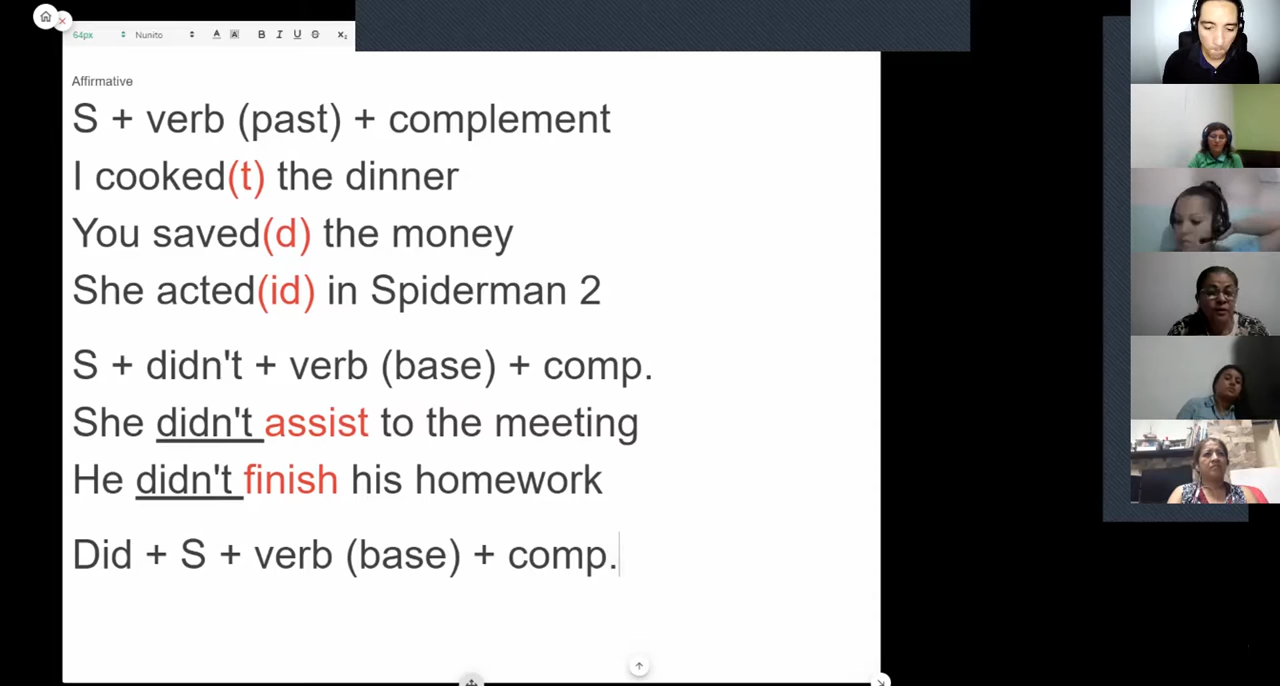 64px Nunito A A B I U S X₂
Affirmative
S + verb (past) + complement
I cooked(t) the dinner
You saved(d) the money
She acted(id) in Spiderman 2
S + didn't + verb (base) + comp.
She didn't assist to the meeting
He didn't finish his homework
Did + S + verb (base) + comp.